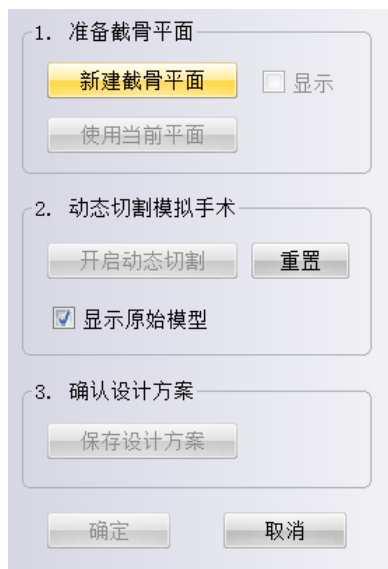 1. 准备截骨平面
新建截骨平面 显示
使用当前平面
2. 动态切割模拟手术
开启动态切割 重置
显示原始模型
3. 确认设计方案
保存设计方案
确定 取消